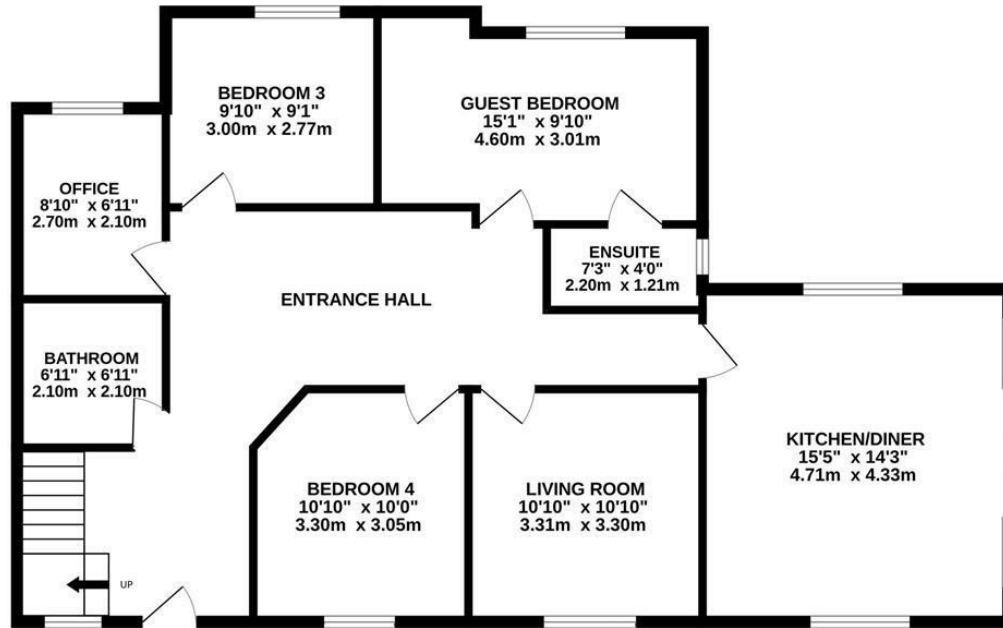 BEDROOM 3
9'10" x 9'1"
3.00m x 2.77m
GUEST BEDROOM
15'1" x 9'10"
4.60m x 3.01m
OFFICE
8'10" x 6'11"
2.70m x 2.10m
ENSUITE
7'3" x 4'0"
2.20m x 1.21m
ENTRANCE HALL
BATHROOM
6'11" x 6'11"
2.10m x 2.10m
KITCHEN/DINER
15'5" x 14'3"
4.71m x 4.33m
BEDROOM 4
10'10" x 10'0"
3.30m x 3.05m
LIVING ROOM
10'10" x 10'10"
3.31m x 3.30m
UP